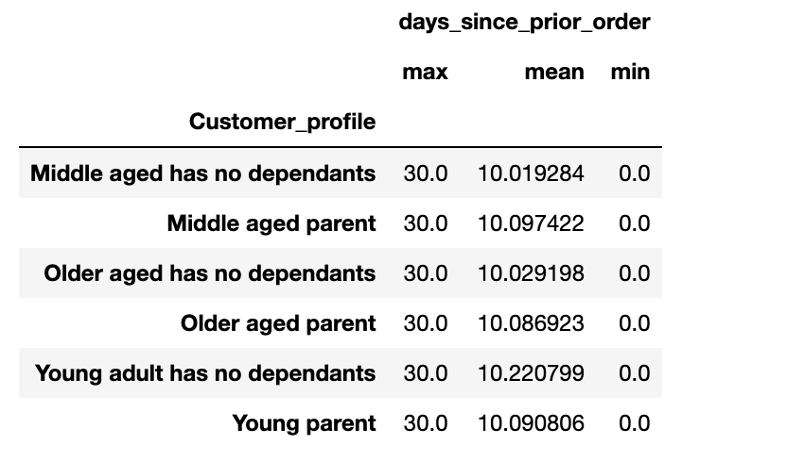 days_since_prior_order
max mean min
Customer_profile
Middle aged has no dependants 30.0 10.019284 0.0
Middle aged parent 30.0 10.097422 0.0
Older aged has no dependants 30.0 10.029198 0.0
Older aged parent 30.0 10.086923 0.0
Young adult has no dependants 30.0 10.220799 0.0
Young parent 30.0 10.090806 0.0